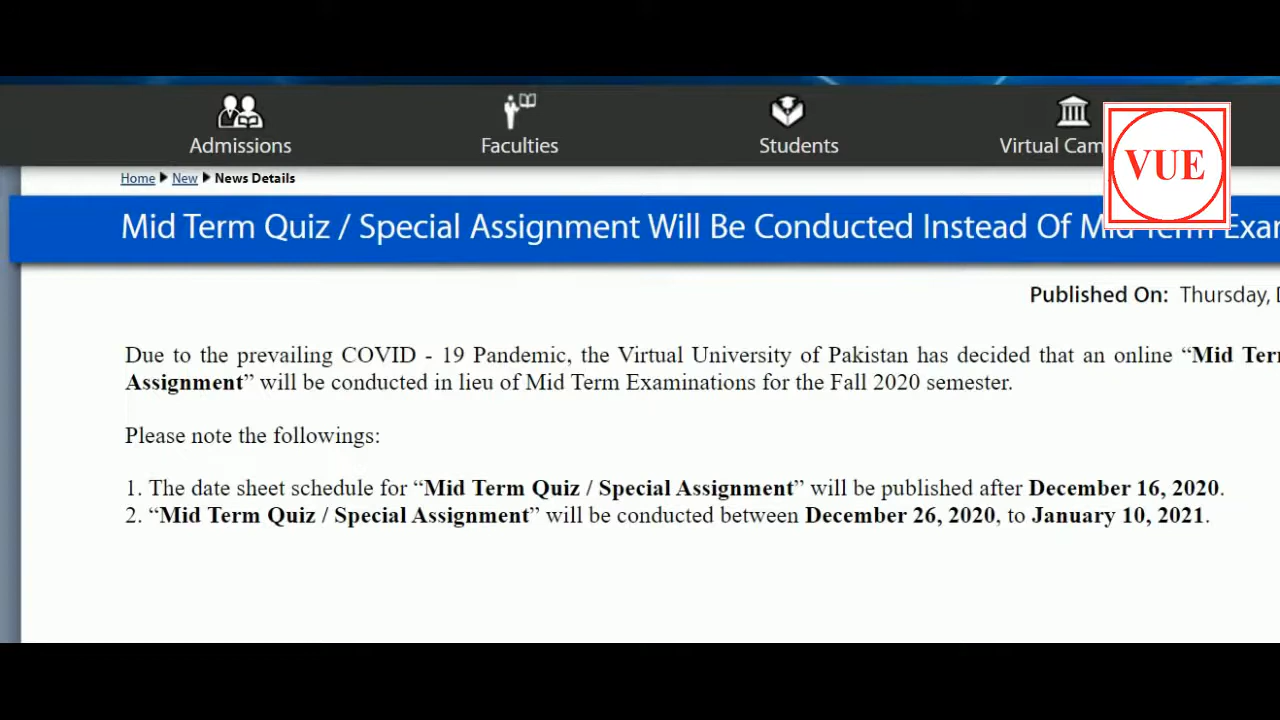 Admissions Faculties Students Virtual Cam
VUE
Home New News Details
Mid Term Quiz / Special Assignment Will Be Conducted Instead Of Mid Term Exa
Published On: Thursday,
Due to the prevailing COVID - 19 Pandemic, the Virtual University of Pakistan has decided that an online “Mid Ter
Assignment” will be conducted in lieu of Mid Term Examinations for the Fall 2020 semester.
Please note the followings:
1. The date sheet schedule for “Mid Term Quiz / Special Assignment” will be published after December 16, 2020.
2. “Mid Term Quiz / Special Assignment” will be conducted between December 26, 2020, to January 10, 2021.